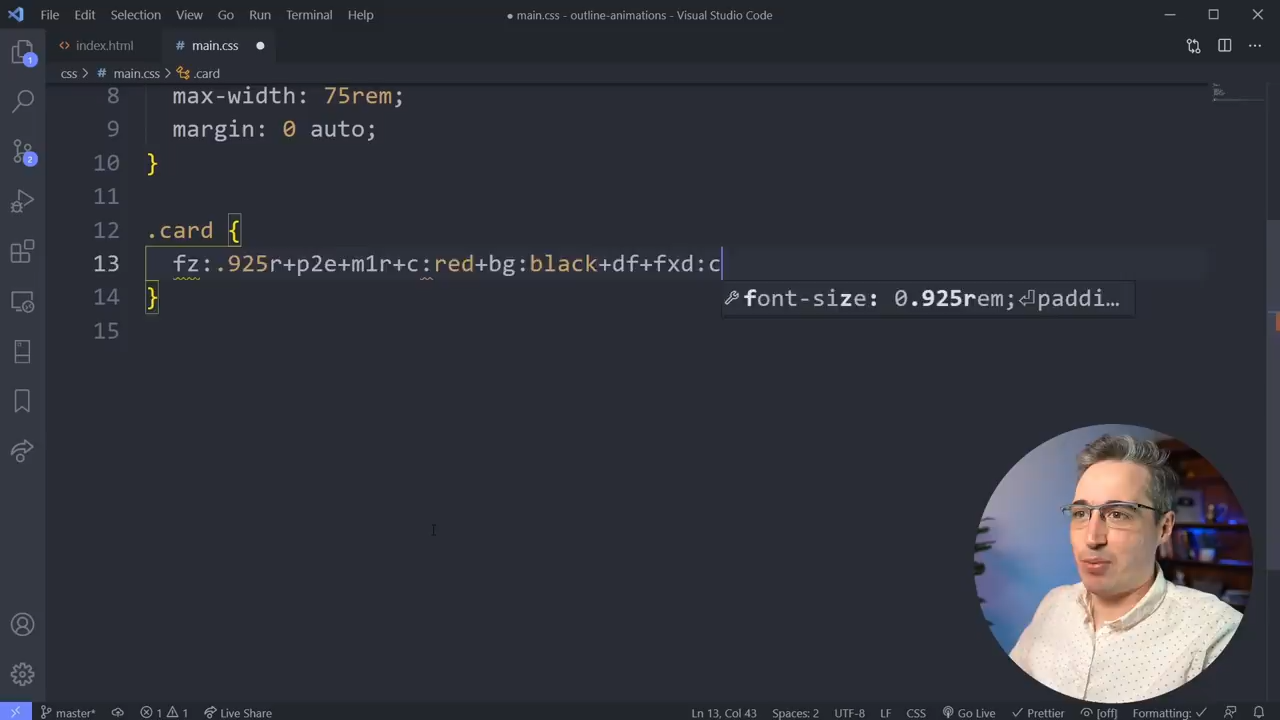 File Edit Selection View Go Run Terminal Help
● main.css - outline-animations - Visual Studio Code
index.html
# main.css
1
css > # main.css > .card
8 max-width: 75rem;
9 margin: 0 auto;
10 }
11
12 .card {
13 fz:.925r+p2e+m1r+c:red+bg:black+df+fxd:c
font-size: 0.925rem;⏎paddi…
14 }
15
2
master* 1 1 Live Share
Ln 13, Col 43 Spaces: 2 UTF-8 LF CSS Go Live Prettier [off] Formatting: ✓